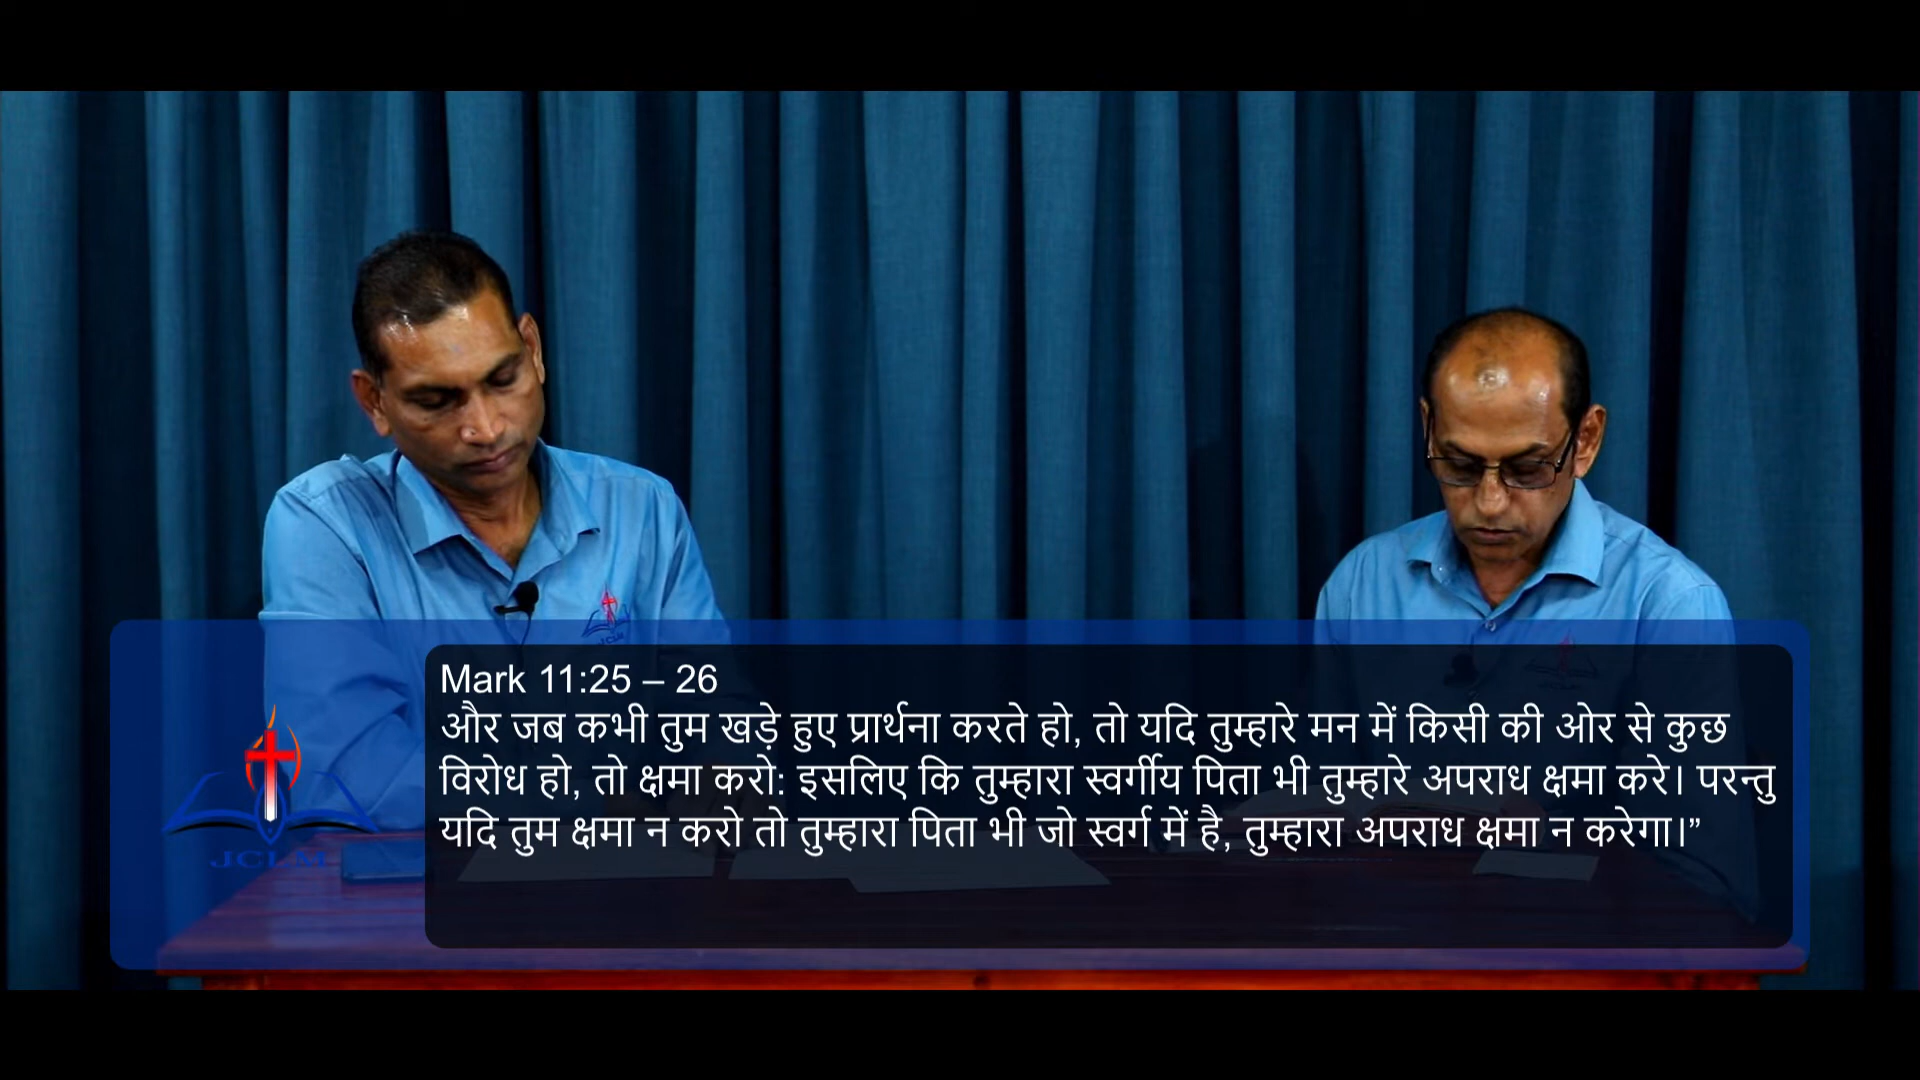 Mark 11:25 – 26
और जब कभी तुम खड़े हुए प्रार्थना करते हो, तो यदि तुम्हारे मन में किसी की ओर से कुछ
विरोध हो, तो क्षमा करो: इसलिए कि तुम्हारा स्वर्गीय पिता भी तुम्हारे अपराध क्षमा करे। परन्तु
यदि तुम क्षमा न करो तो तुम्हारा पिता भी जो स्वर्ग में है, तुम्हारा अपराध क्षमा न करेगा।”
JCLM
JCLM